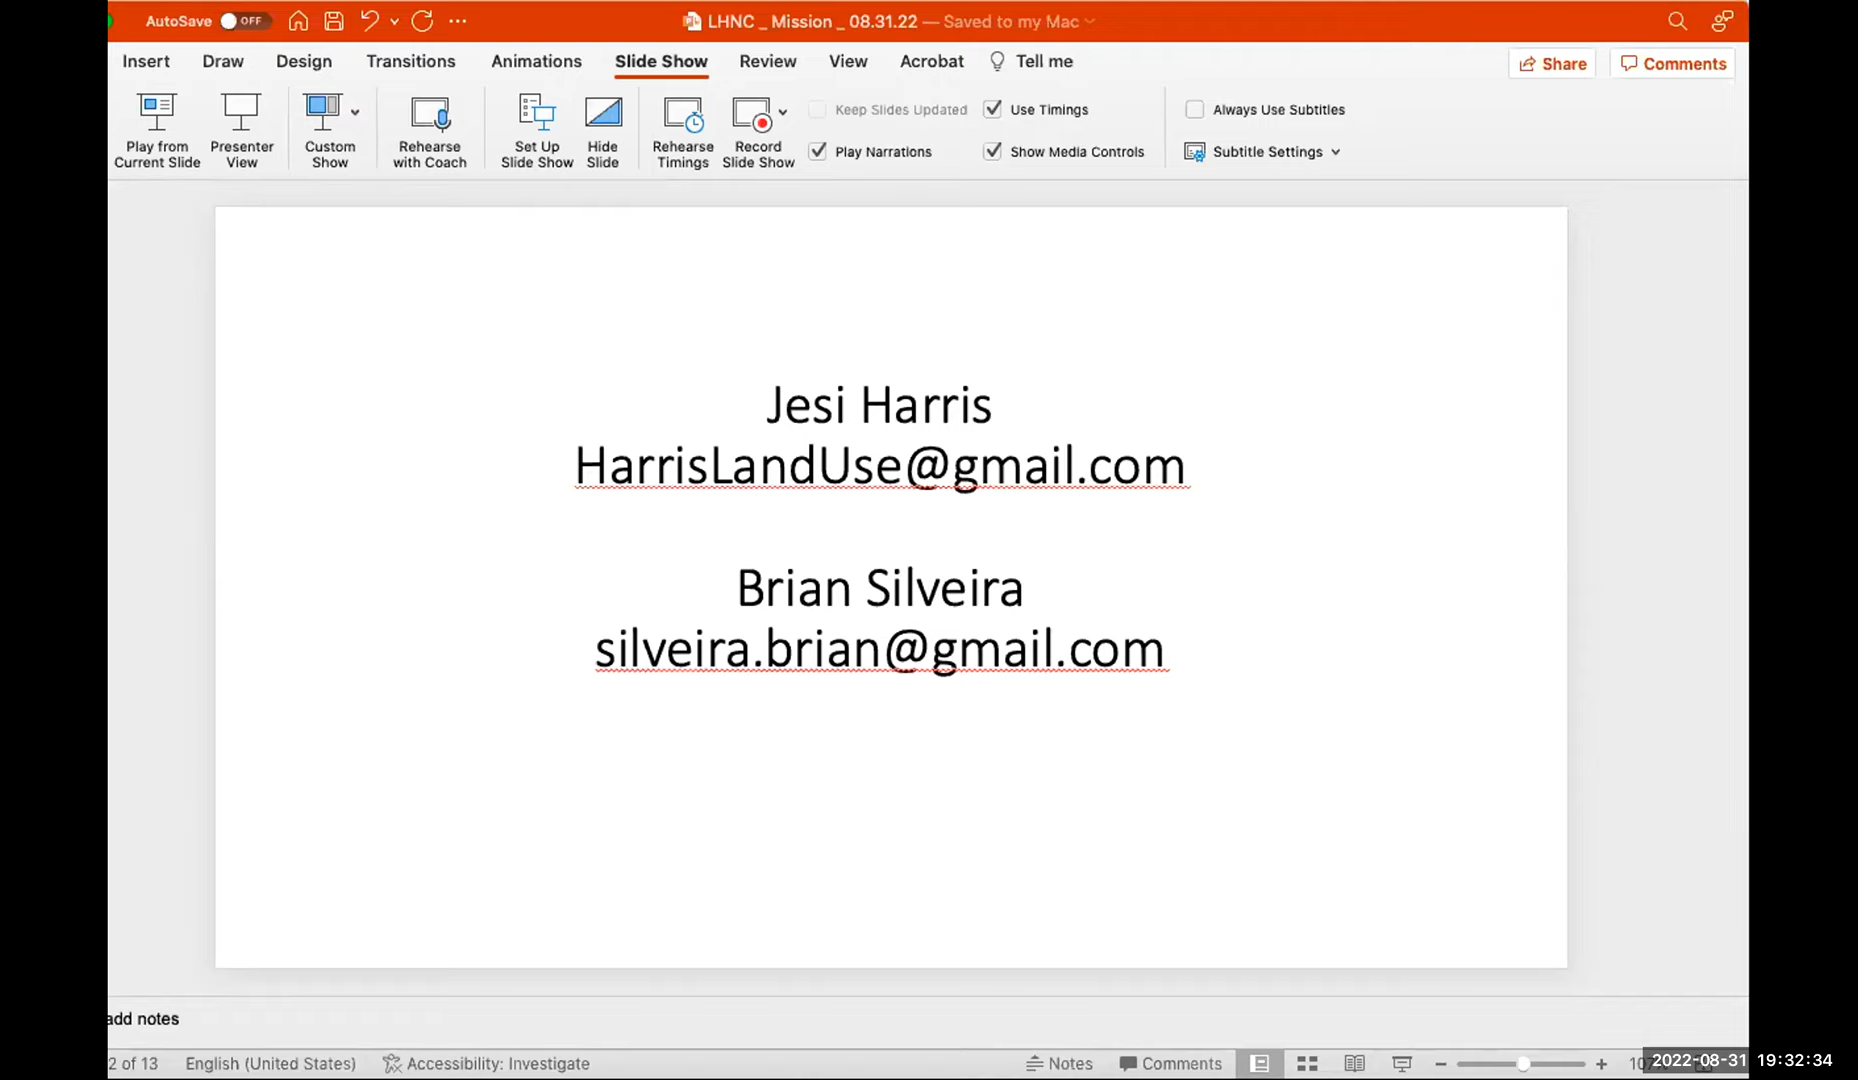 AutoSave OFF LHNC _ Mission _ 08.31.22 — Saved to my Mac
Insert Draw Design Transitions Animations Slide Show Review View Acrobat Tell me Share Comments
Play from Current Slide
Presenter View
Custom Show
Rehearse with Coach
Set Up Slide Show
Hide Slide
Rehearse Timings
Record Slide Show
Keep Slides Updated
Use Timings
Play Narrations
Show Media Controls
Always Use Subtitles
Subtitle Settings
Jesi Harris
HarrisLandUse@gmail.com
Brian Silveira
silveira.brian@gmail.com
add notes
2 of 13 English (United States) Accessibility: Investigate Notes Comments
2022-08-31 19:32:34